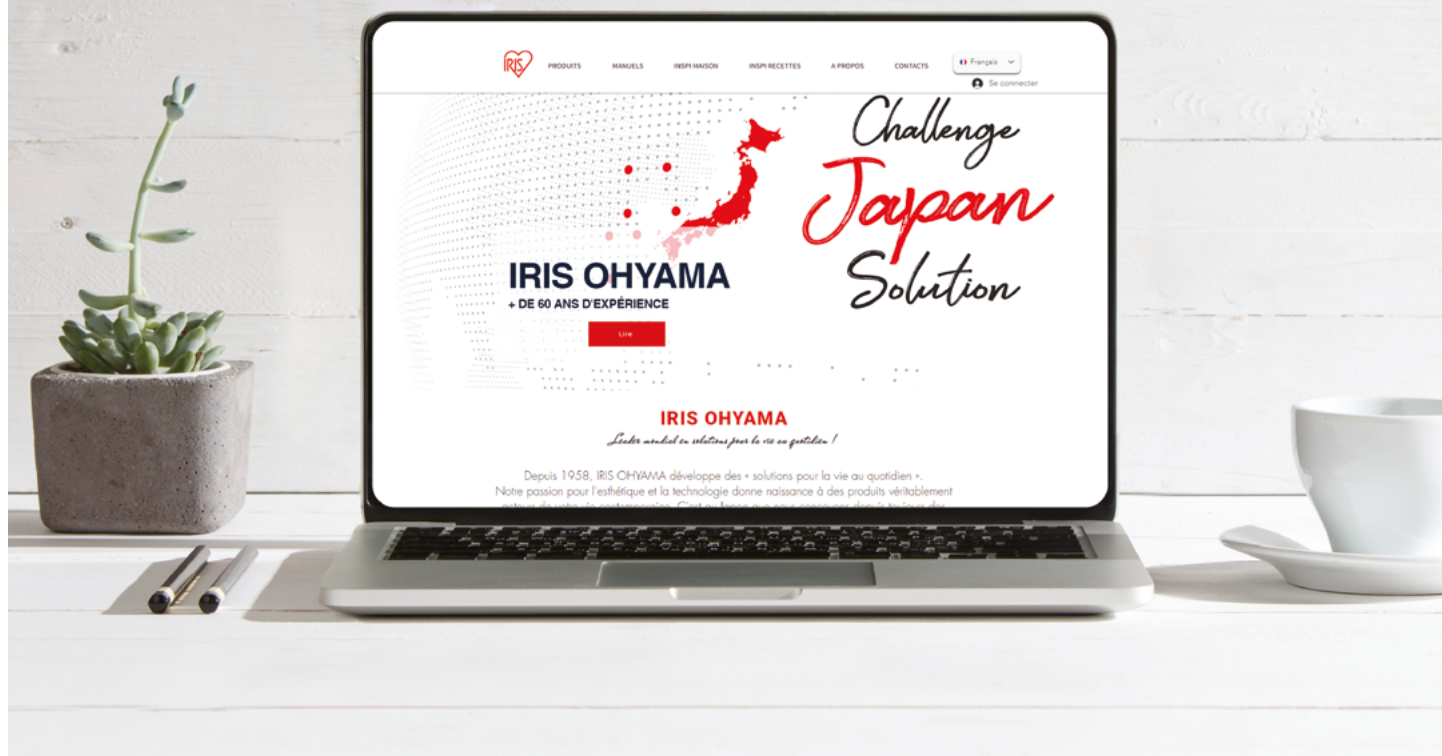 IRIS
PRODUITS
MANUELS
INSPI MAISON
INSPI RECETTES
A PROPOS
CONTACTS
Français
Se connecter
Challenge
Japan
Solution
IRIS OHYAMA
+ DE 60 ANS D'EXPÉRIENCE
Lire
IRIS OHYAMA
Leader mondial en solutions pour la vie au quotidien !
Depuis 1958, IRIS OHYAMA développe des « solutions pour la vie au quotidien ».
Notre passion pour l'esthétique et la technologie donne naissance à des produits véritablement